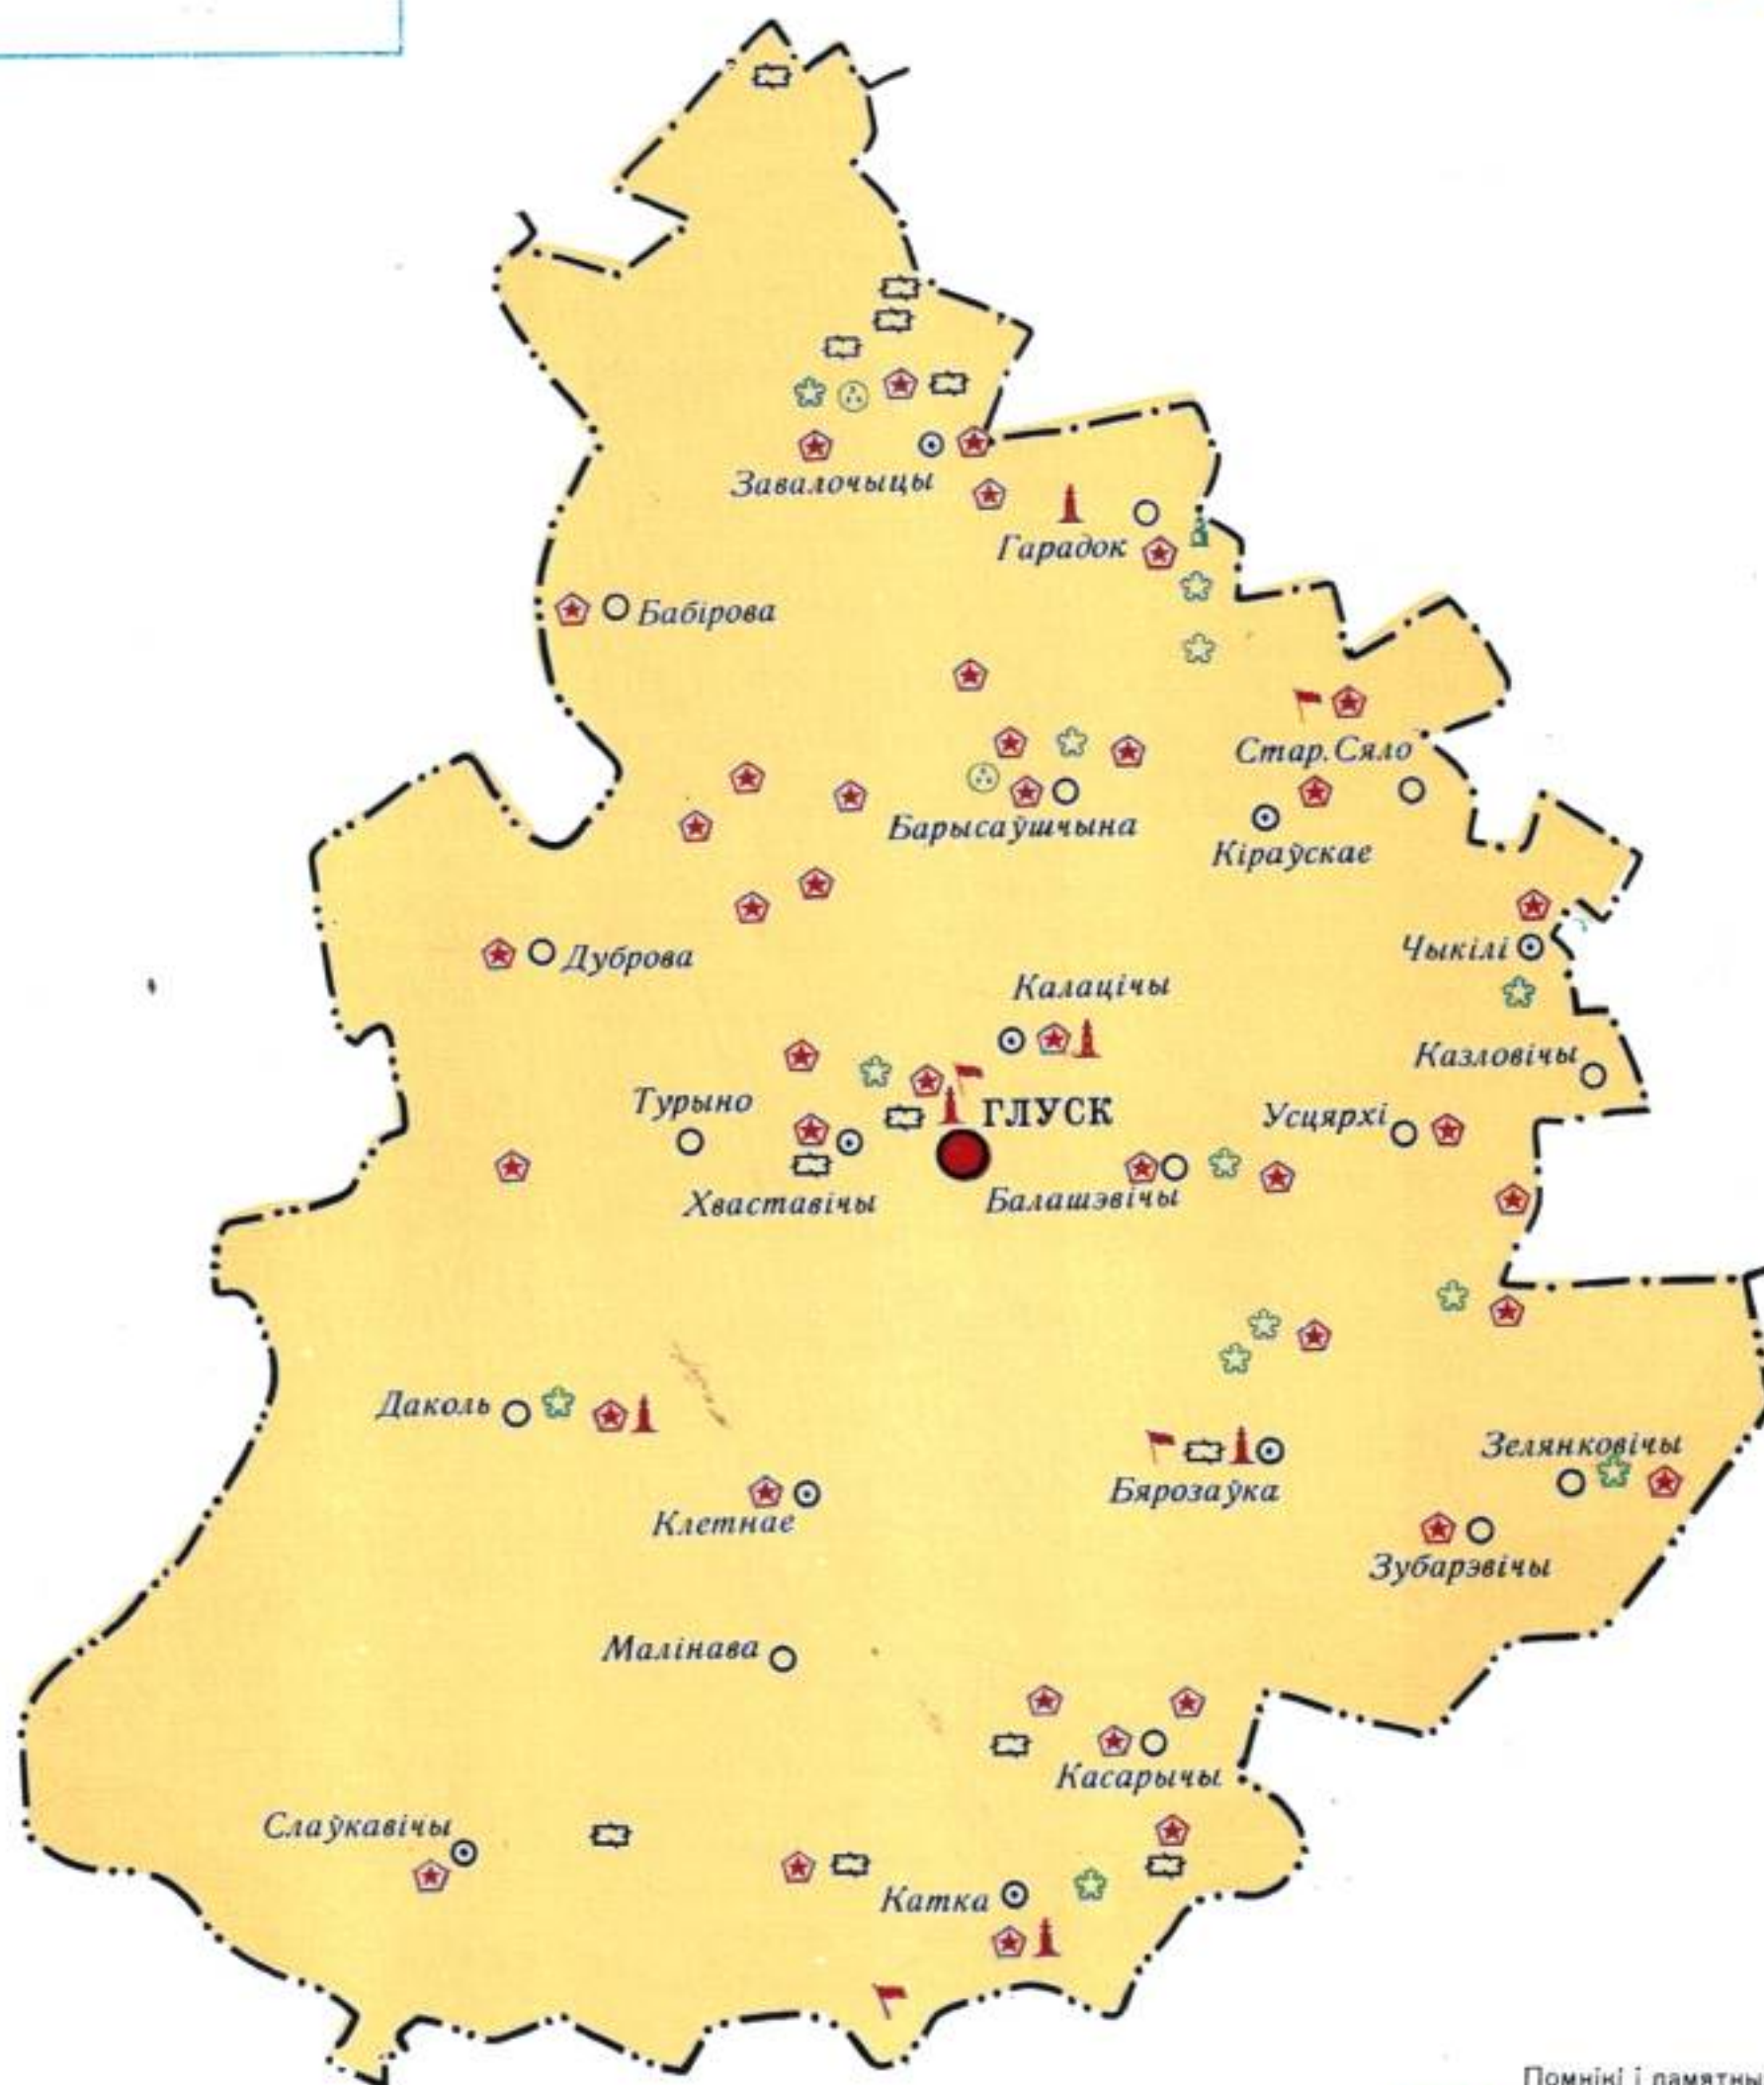 Завалочыцы
Гарадок
Бабірова
Стар. Сяло
Барысаўшчына
Кіраўскае
Чыкілі
Дуброва
Калацічы
Казловічы
Турыно
ГЛУСК
Усцярхі
Хваставічы
Балашэвічы
Даколь
Зелянковічы
Бярозаўка
Клетнае
Зубарэвічы
Малінава
Касарычы
Слаўкавічы
Катка
Помнікі і памятны